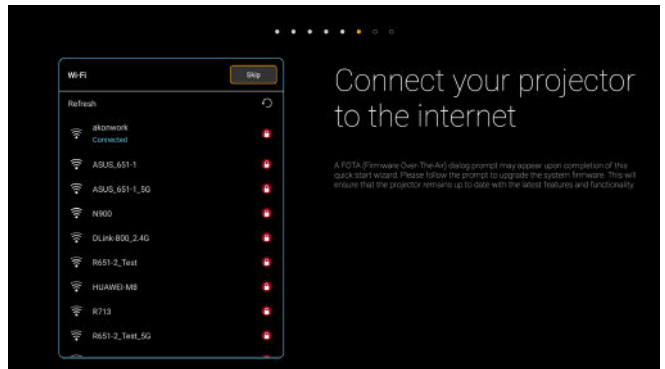 Wi-Fi
Skip
Refresh
akonwork
Connected
ASUS_651-1
ASUS_651-1_5G
N900
DLink-800_2.4G
R651-2_Test
HUAWEI-M8
R713
R651-2_Test_5G
Connect your projector
to the internet
A FOTA (Firmware-Over-The-Air) dialog prompt may appear upon completion of this
quick start wizard. Please follow the prompt to upgrade the system firmware. This will
ensure that the projector remains up to date with the latest features and functionality.